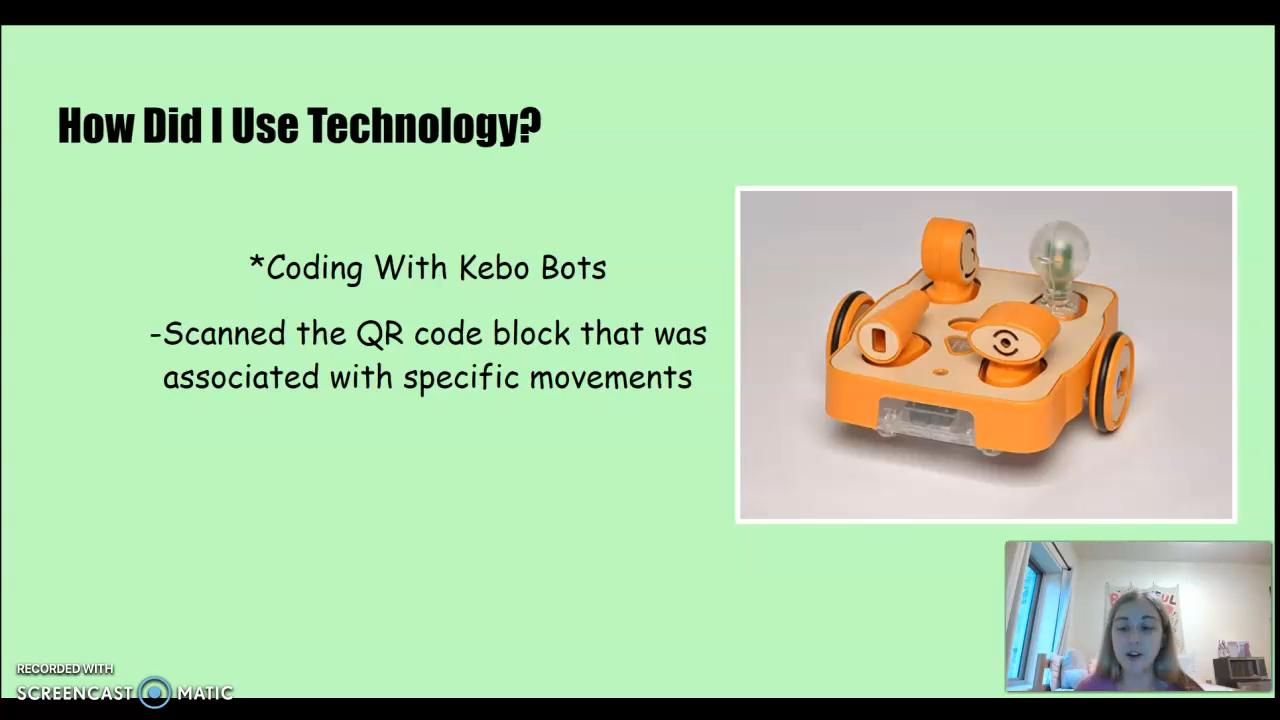 How Did I Use Technology?
*Coding With Kebo Bots
-Scanned the QR code block that was
associated with specific movements
RECORDED WITH
SCREENCAST MATIC